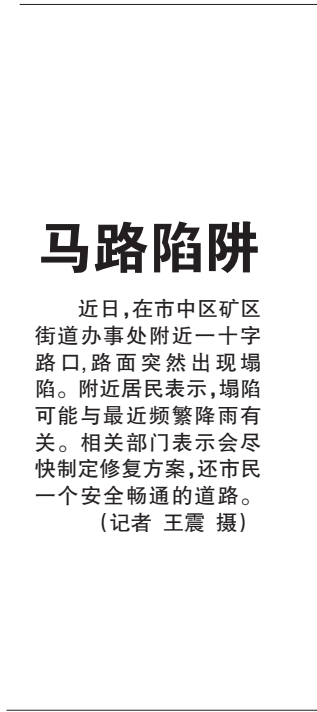 马路陷阱
近日,在市中区矿区
街道办事处附近一十字
路口,路面突然出现塌
陷。附近居民表示,塌陷
可能与最近频繁降雨有
关。相关部门表示会尽
快制定修复方案,还市民
一个安全畅通的道路。
(记者 王震 摄)